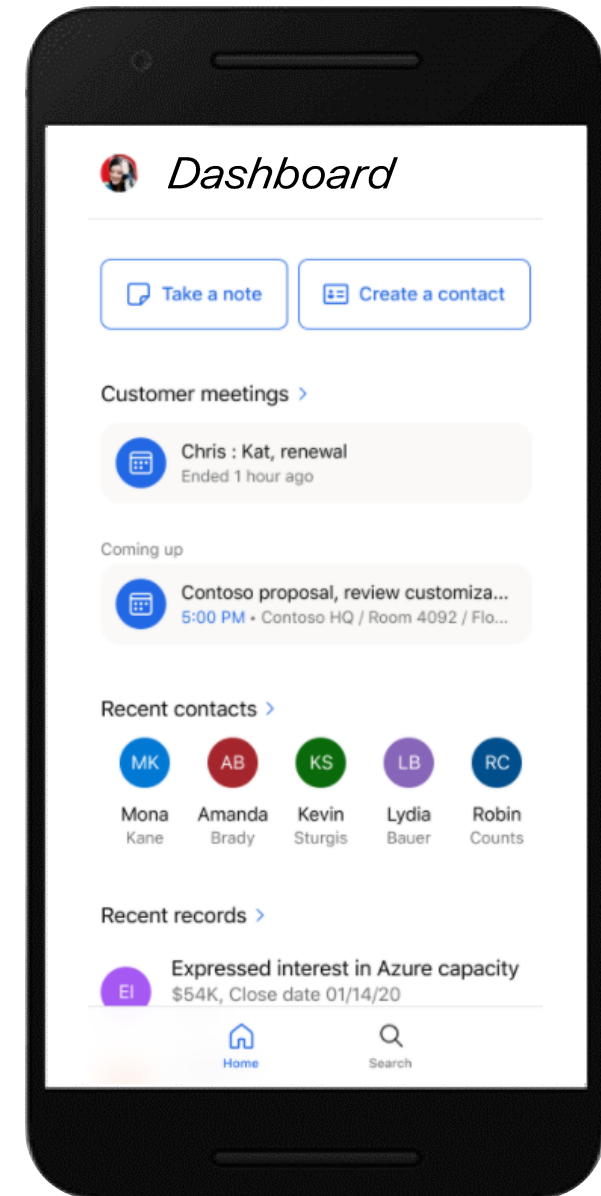 Dashboard
Take a note
Create a contact
Customer meetings
Chris : Kat, renewal
Ended 1 hour ago
Coming up
Contoso proposal, review customiza...
5:00 PM • Contoso HQ / Room 4092 / Flo...
Recent contacts
MK AB KS LB RC
Mona Amanda Kevin Lydia Robin
Kane Brady Sturgis Bauer Counts
Recent records
EI
Expressed interest in Azure capacity
$54K, Close date 01/14/20
Home Search